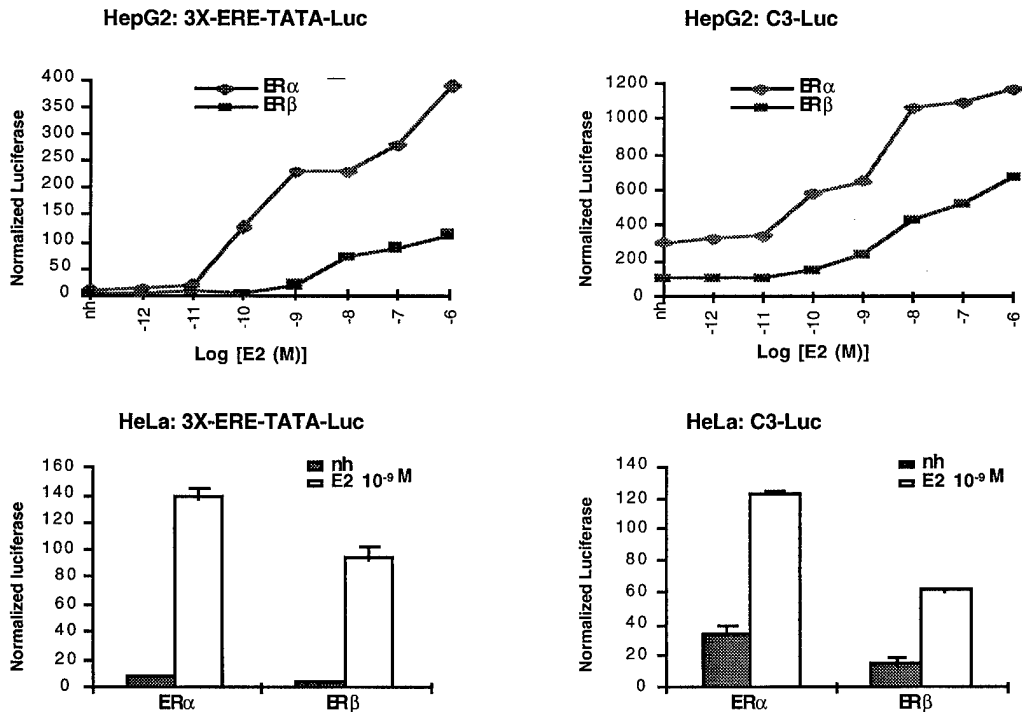 HepG2: 3X-ERE-TATA-Luc
Normalized Luciferase
400
350
300
250
200
150
100
50
0
ERα
ERβ
nh
-12
-11
-10
-9
-8
-7
-6
Log [E2 (M)]
HepG2: C3-Luc
Normalized Luciferase
1200
1000
800
600
400
200
0
ERα
ERβ
nh
-12
-11
-10
-9
-8
-7
-6
Log [E2 (M)]
HeLa: 3X-ERE-TATA-Luc
Normalized luciferase
160
140
120
100
80
60
40
20
0
nh
E2 10⁻⁹ M
ERα
ERβ
HeLa: C3-Luc
Normalized Luciferase
140
120
100
80
60
40
20
0
nh
E2 10⁻⁹ M
ERα
ERβ